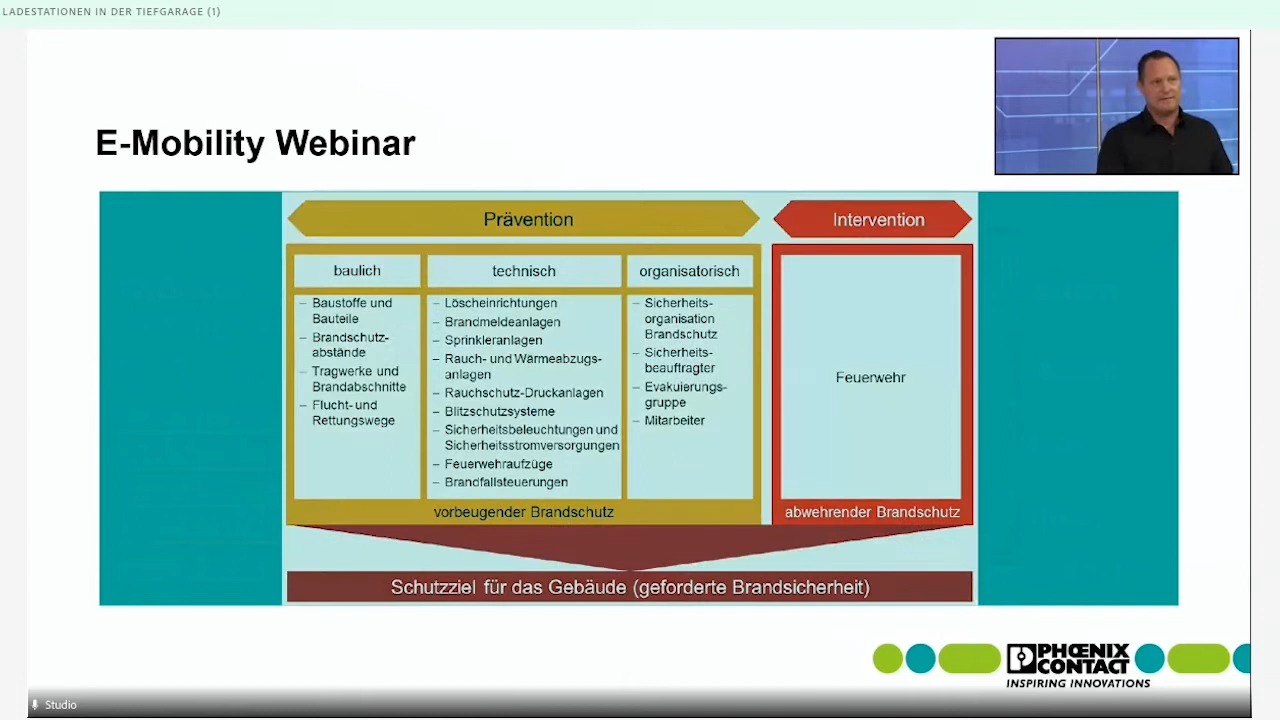 LADESTATIONEN IN DER TIEFGARAGE (1)
E-Mobility Webinar
Prävention
Intervention
baulich
technisch
organisatorisch
– Baustoffe und
Bauteile
– Brandschutz-
abstände
– Tragwerke und
Brandabschnitte
– Flucht- und
Rettungswege
– Löscheinrichtungen
– Brandmeldeanlagen
– Sprinkleranlagen
– Rauch- und Wärmeabzugs-
anlagen
– Rauchschutz-Druckanlagen
– Blitzschutzsysteme
– Sicherheitsbeleuchtungen und
Sicherheitsstromversorgungen
– Feuerwehraufzüge
– Brandfallsteuerungen
– Sicherheits-
organisation
Brandschutz
– Sicherheits-
beauftragter
– Evakuierungs-
gruppe
– Mitarbeiter
Feuerwehr
vorbeugender Brandschutz
abwehrender Brandschutz
Schutzziel für das Gebäude (geforderte Brandsicherheit)
PHŒNIX
CONTACT
INSPIRING INNOVATIONS
Studio